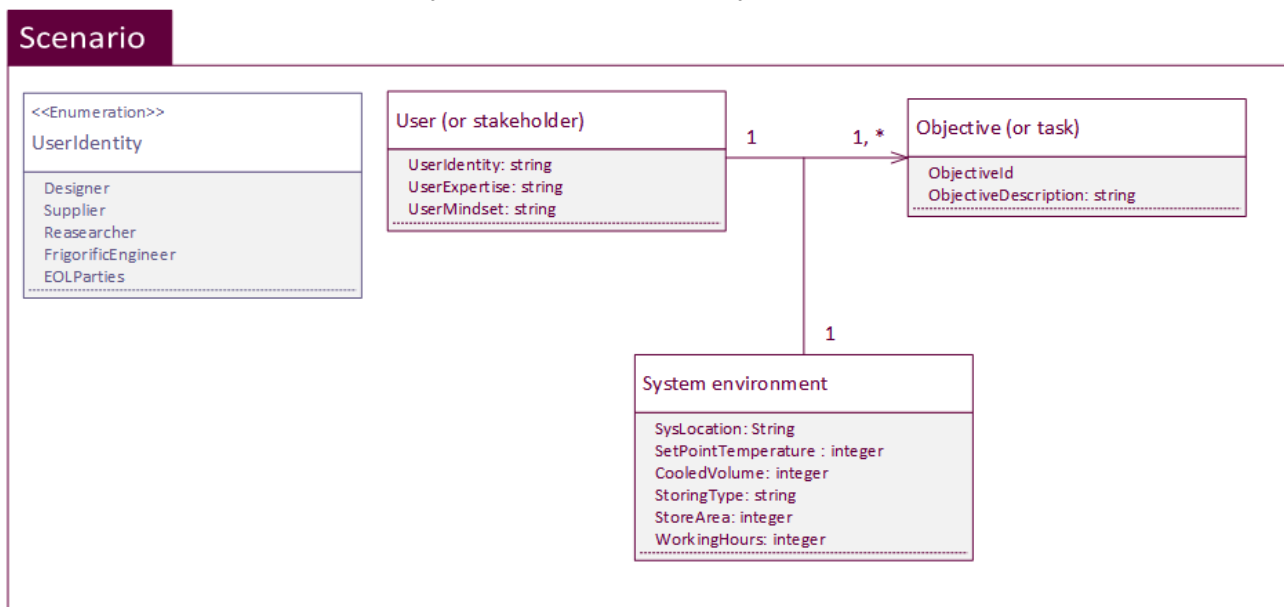 Scenario
<<Enumeration>>
UserIdentity
Designer
Supplier
Reasearcher
FrigorificEngineer
EOLParties
User (or stakeholder)
UserIdentity: string
UserExpertise: string
UserMindset: string
1
1, *
Objective (or task)
ObjectiveId
ObjectiveDescription: string
1
System environment
SysLocation: String
SetPointTemperature : integer
CooledVolume: integer
StoringType: string
StoreArea: integer
WorkingHours: integer